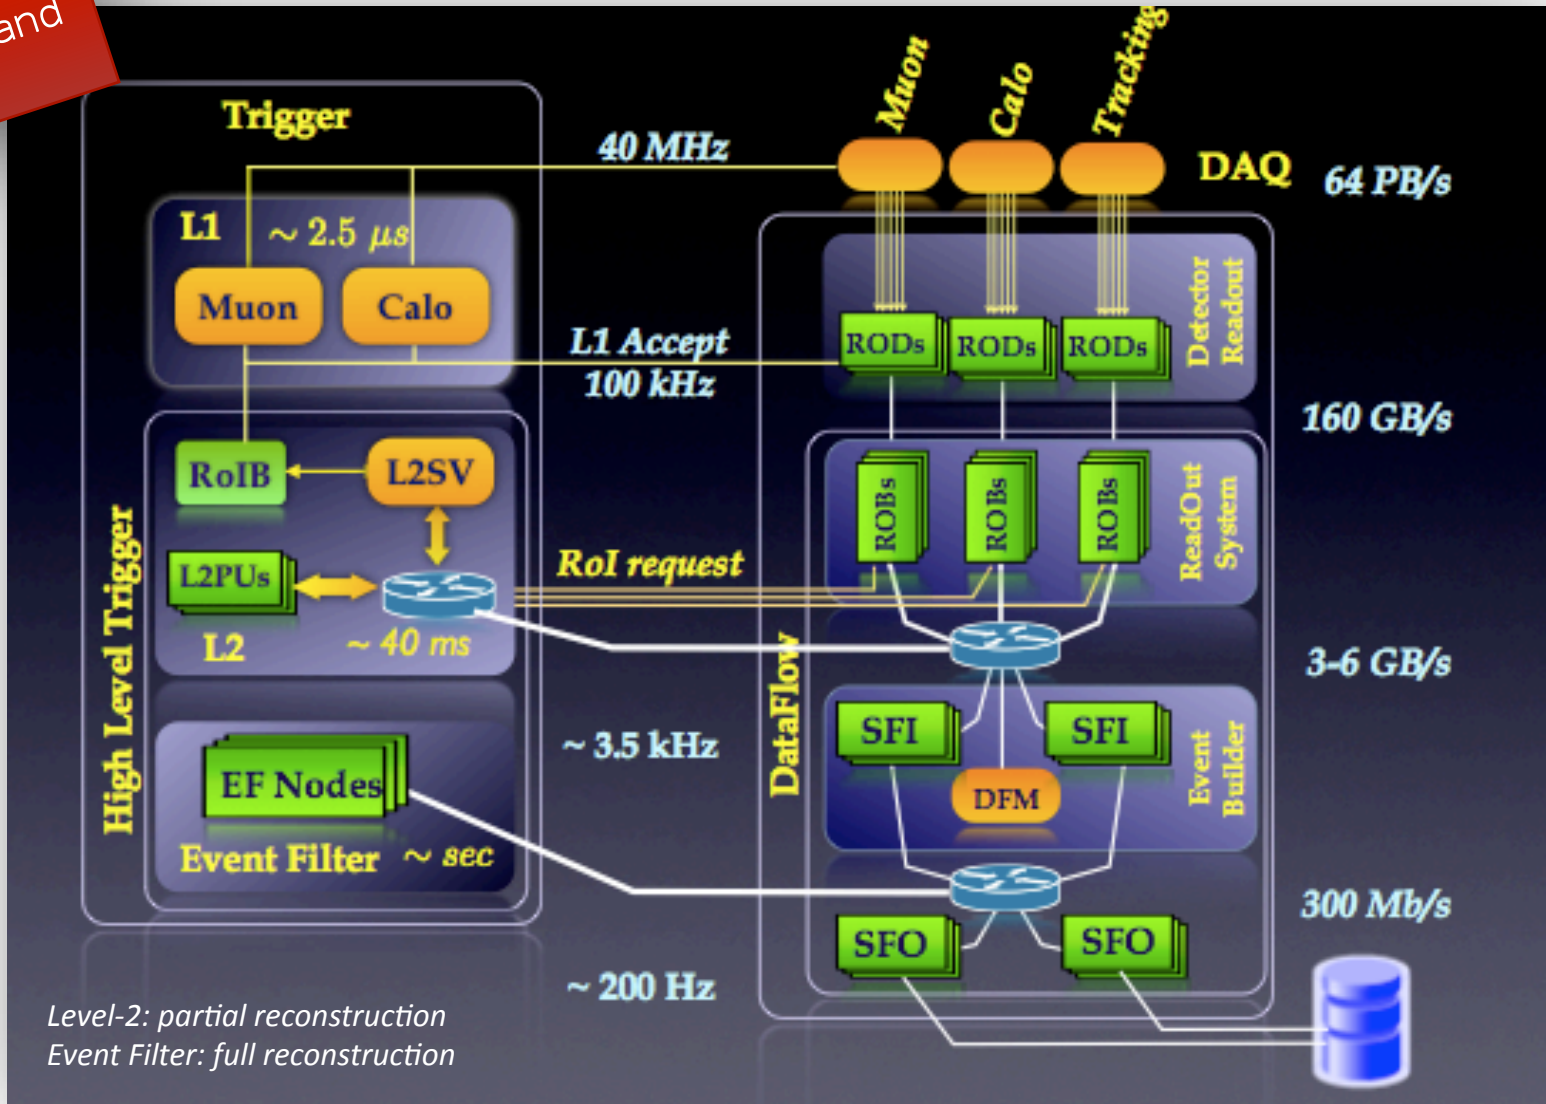 and
Trigger
40 MHz
Muon
Calo
Tracking
DAQ
64 PB/s
L1
~ 2.5 μs
Muon
Calo
L1 Accept
100 kHz
RODs
RODs
RODs
Detector
Readout
160 GB/s
High Level Trigger
RoIB
L2SV
L2PUs
L2
~ 40 ms
RoI request
ROBs
ROBs
ROBs
ReadOut
System
3-6 GB/s
DataFlow
~ 3.5 kHz
SFI
SFI
DFM
Event
Builder
EF Nodes
Event Filter ~ sec
300 Mb/s
SFO
SFO
~ 200 Hz
Level-2: partial reconstruction
Event Filter: full reconstruction